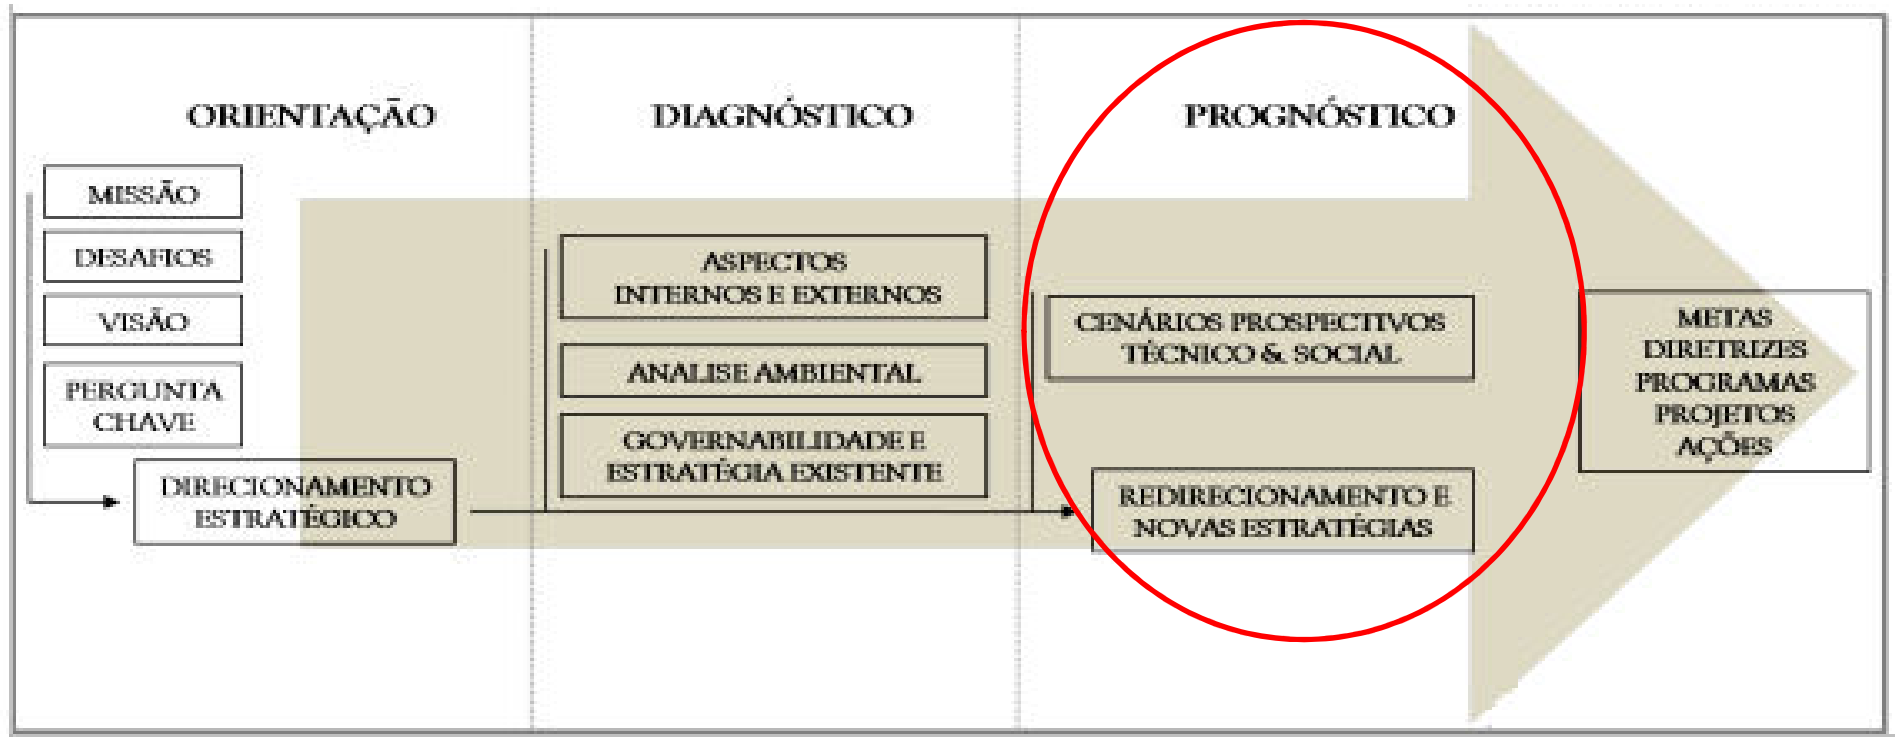 ORIENTAÇÃO
MISSÃO
DESAFIOS
VISÃO
PERGUNTA
CHAVE
DIRECIONAMENTO
ESTRATÉGICO
DIAGNÓSTICO
ASPECTOS
INTERNOS E EXTERNOS
ANALISE AMBIENTAL
GOVERNABILIDADE E
ESTRATÉGIA EXISTENTE
PROGNÓSTICO
CENÁRIOS PROSPECTIVOS
TÉCNICO & SOCIAL
REDIRECIONAMENTO E
NOVAS ESTRATÉGIAS
METAS
DIRETRIZES
PROGRAMAS
PROJETOS
AÇÕES